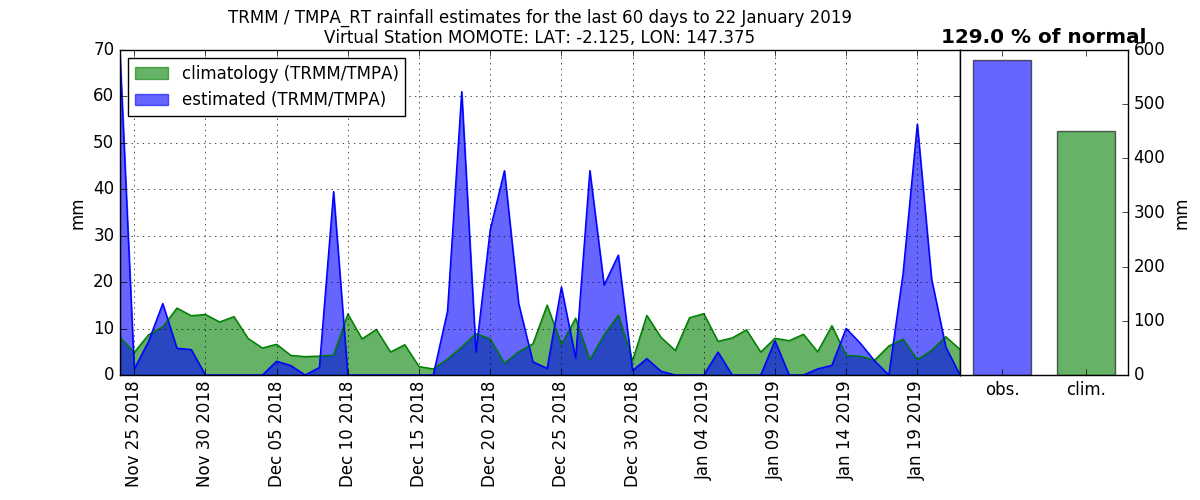 TRMM / TMPA_RT rainfall estimates for the last 60 days to 22 January 2019
Virtual Station MOMOTE: LAT: -2.125, LON: 147.375
129.0 % of normal
climatology (TRMM/TMPA)
estimated (TRMM/TMPA)
70
60
50
40
30
20
10
0
mm
Nov 25 2018
Nov 30 2018
Dec 05 2018
Dec 10 2018
Dec 15 2018
Dec 20 2018
Dec 25 2018
Dec 30 2018
Jan 04 2019
Jan 09 2019
Jan 14 2019
Jan 19 2019
obs.
clim.
600
500
400
300
200
100
0
mm